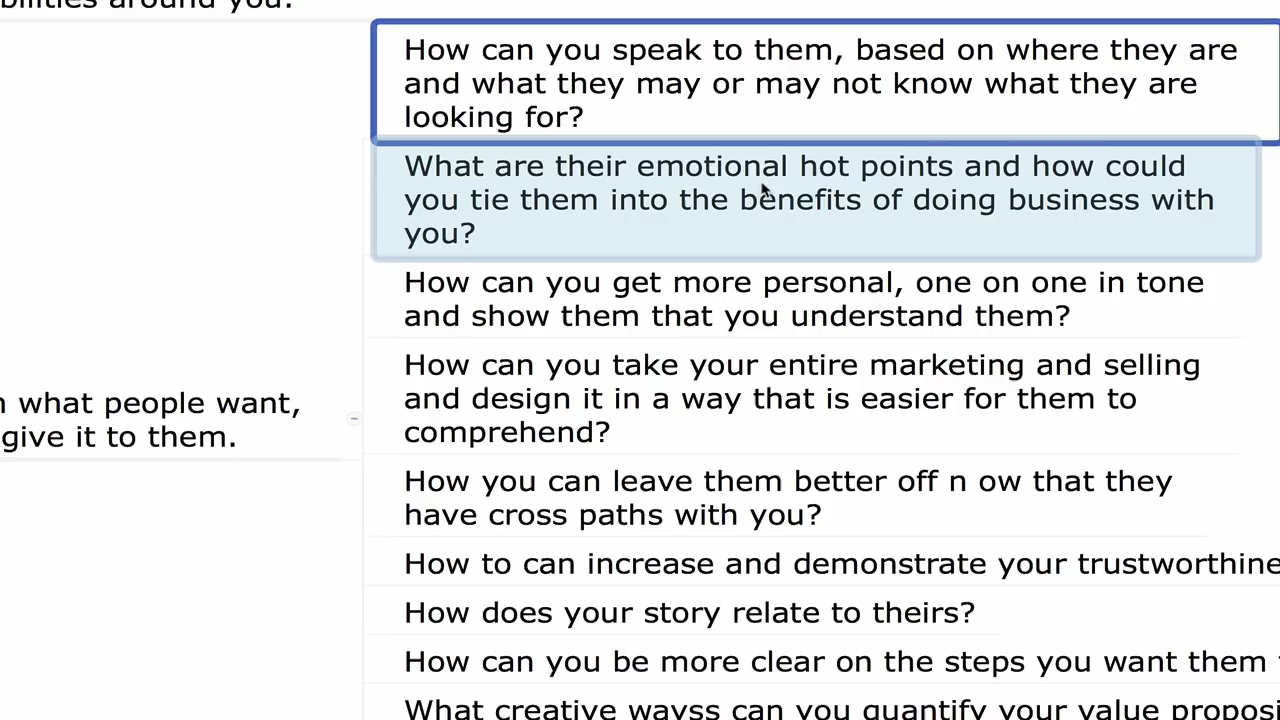 bilities around you.
How can you speak to them, based on where they are
and what they may or may not know what they are
looking for?
What are their emotional hot points and how could
you tie them into the benefits of doing business with
you?
How can you get more personal, one on one in tone
and show them that you understand them?
How can you take your entire marketing and selling
and design it in a way that is easier for them to
comprehend?
n what people want,
give it to them.
How you can leave them better off n ow that they
have cross paths with you?
How to can increase and demonstrate your trustworthine
How does your story relate to theirs?
How can you be more clear on the steps you want them
What creative wayss can you quantify your value proposi